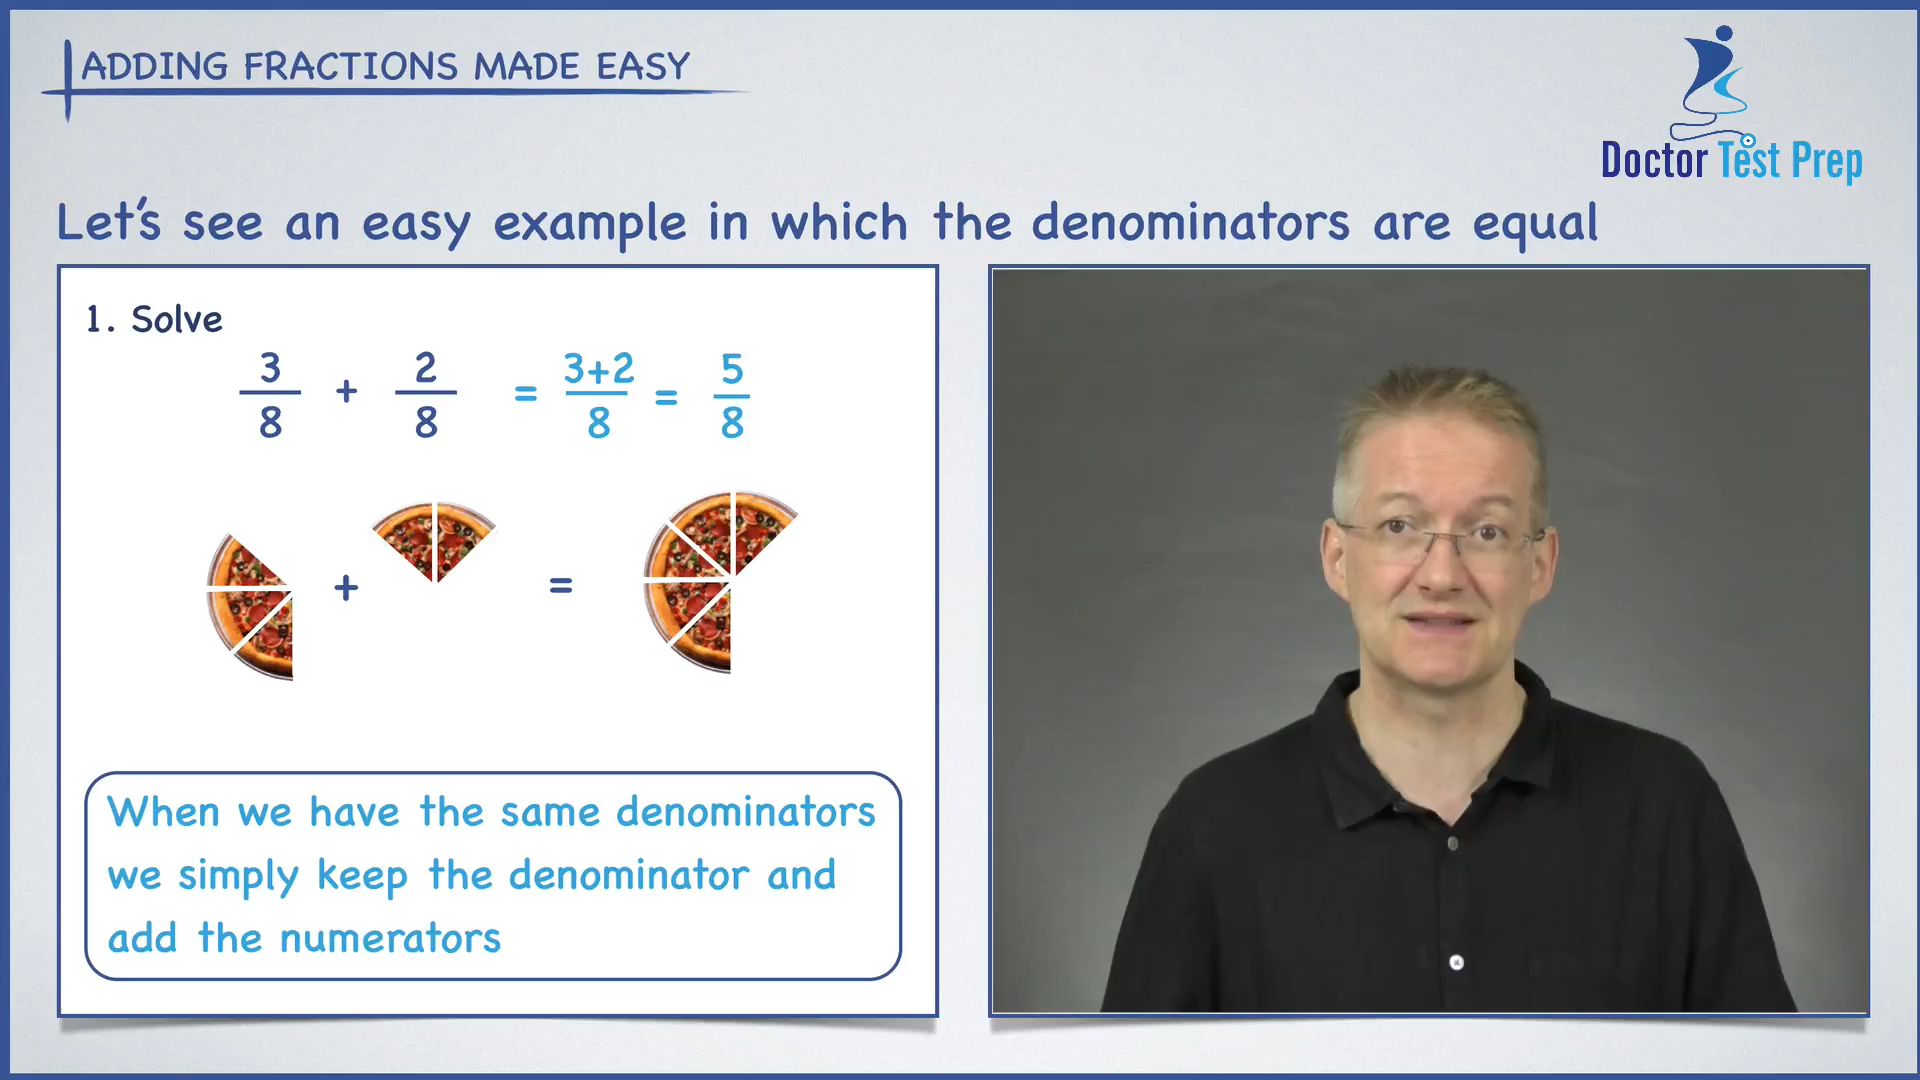 ADDING FRACTIONS MADE EASY
Doctor Test Prep
Let's see an easy example in which the denominators are equal
1. Solve
3/8 + 2/8 = 3+2/8 = 5/8
+ =
When we have the same denominators
we simply keep the denominator and
add the numerators